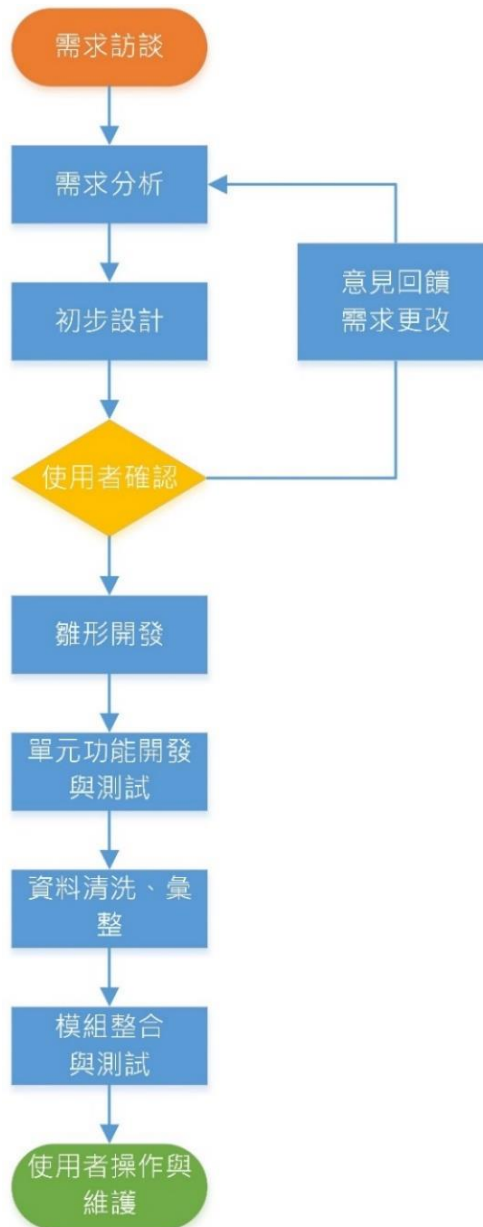 需求訪談
需求分析
意見回饋
需求更改
初步設計
使用者確認
雛形開發
單元功能開發
與測試
資料清洗、彙
整
模組整合
與測試
使用者操作與
維護